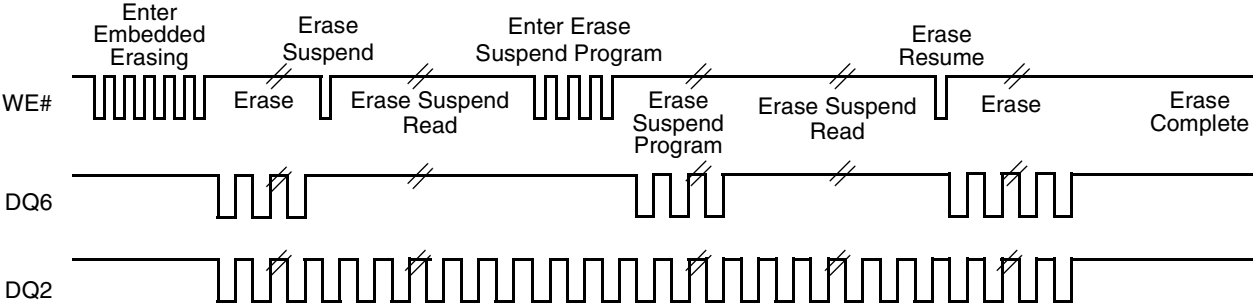 Enter
Embedded
Erasing
Erase
Suspend
Enter Erase
Suspend Program
Erase
Resume
WE#
Erase
Erase Suspend
Read
Erase
Suspend
Program
Erase Suspend
Read
Erase
Erase
Complete
DQ6
DQ2